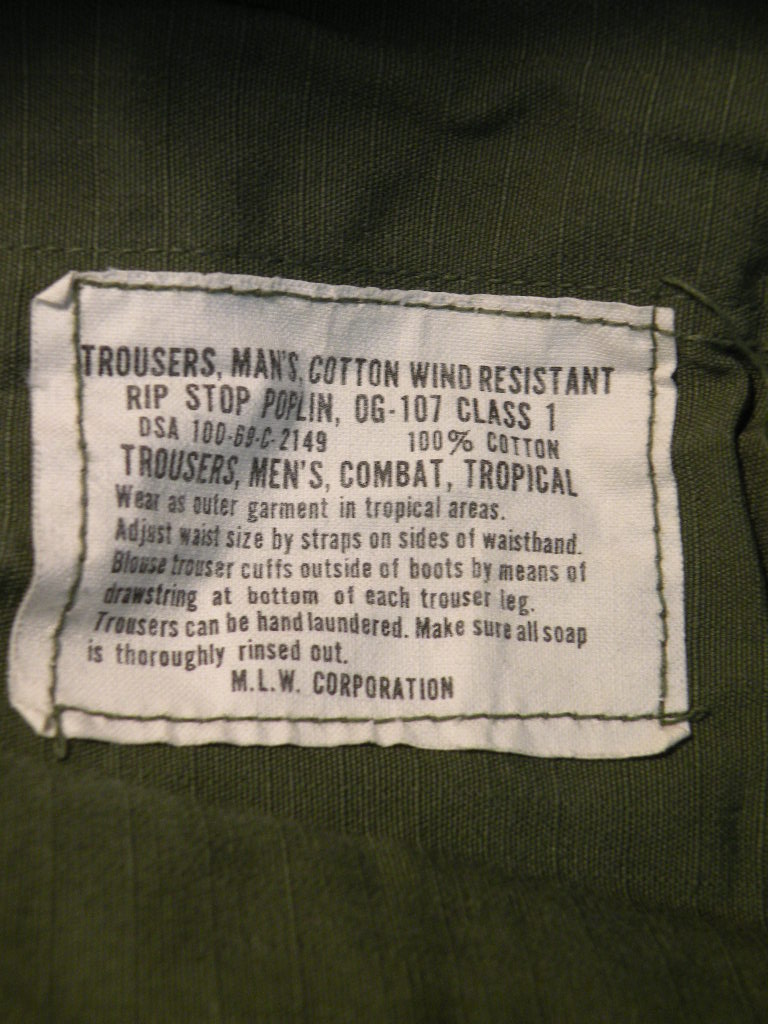 TROUSERS, MAN'S, COTTON WIND RESISTANT
RIP STOP POPLIN, OG-107 CLASS 1
DSA 100-69-C-2149 100% COTTON
TROUSERS, MEN'S, COMBAT, TROPICAL
Wear as outer garment in tropical areas.
Adjust waist size by straps on sides of waistband.
Blouse trouser cuffs outside of boots by means of
drawstring at bottom of each trouser leg.
Trousers can be hand laundered. Make sure all soap
is thoroughly rinsed out.
M.L.W. CORPORATION